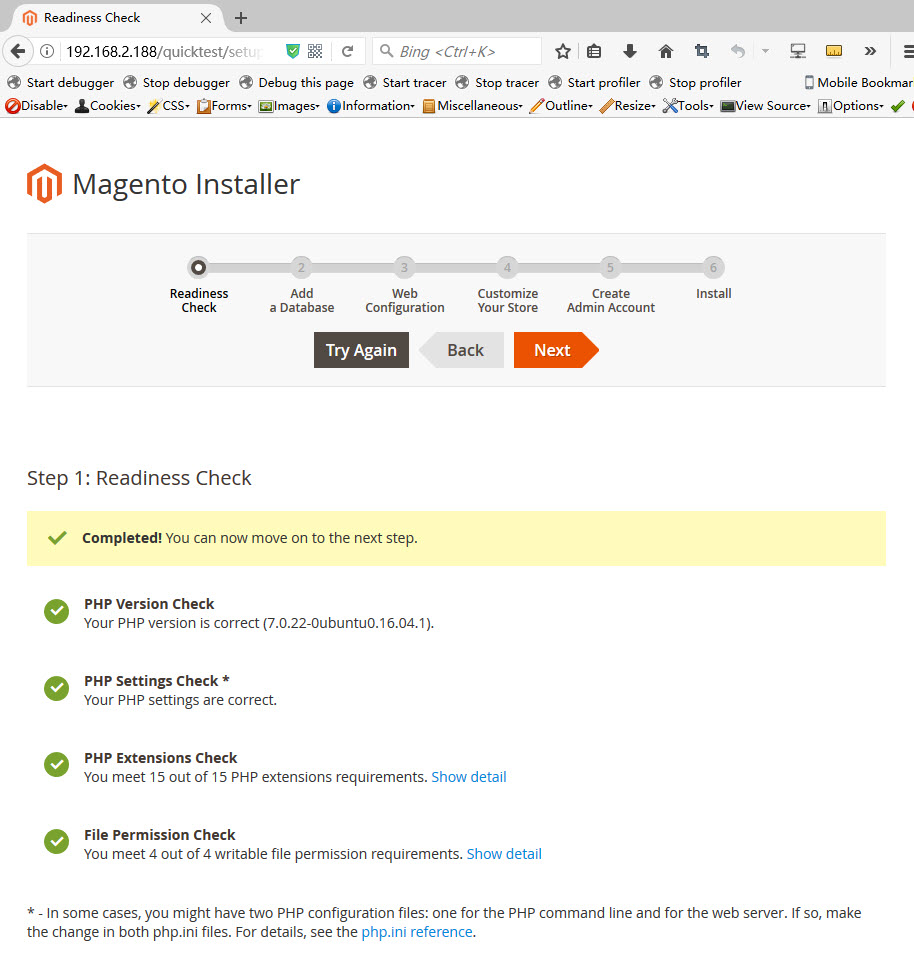 Readiness Check
192.168.2.188/quicktest/setup
Bing <Ctrl+K>
Start debugger Stop debugger Debug this page Start tracer Stop tracer Start profiler Stop profiler Mobile Bookmar
Disable Cookies CSS Forms Images Information Miscellaneous Outline Resize Tools View Source Options
Magento Installer
2 3 4 5 6
Readiness Check
Add a Database
Web Configuration
Customize Your Store
Create Admin Account
Install
Try Again Back Next
Step 1: Readiness Check
Completed! You can now move on to the next step.
PHP Version Check
Your PHP version is correct (7.0.22-0ubuntu0.16.04.1).
PHP Settings Check *
Your PHP settings are correct.
PHP Extensions Check
You meet 15 out of 15 PHP extensions requirements. Show detail
File Permission Check
You meet 4 out of 4 writable file permission requirements. Show detail
* - In some cases, you might have two PHP configuration files: one for the PHP command line and for the web server. If so, make
the change in both php.ini files. For details, see the php.ini reference.